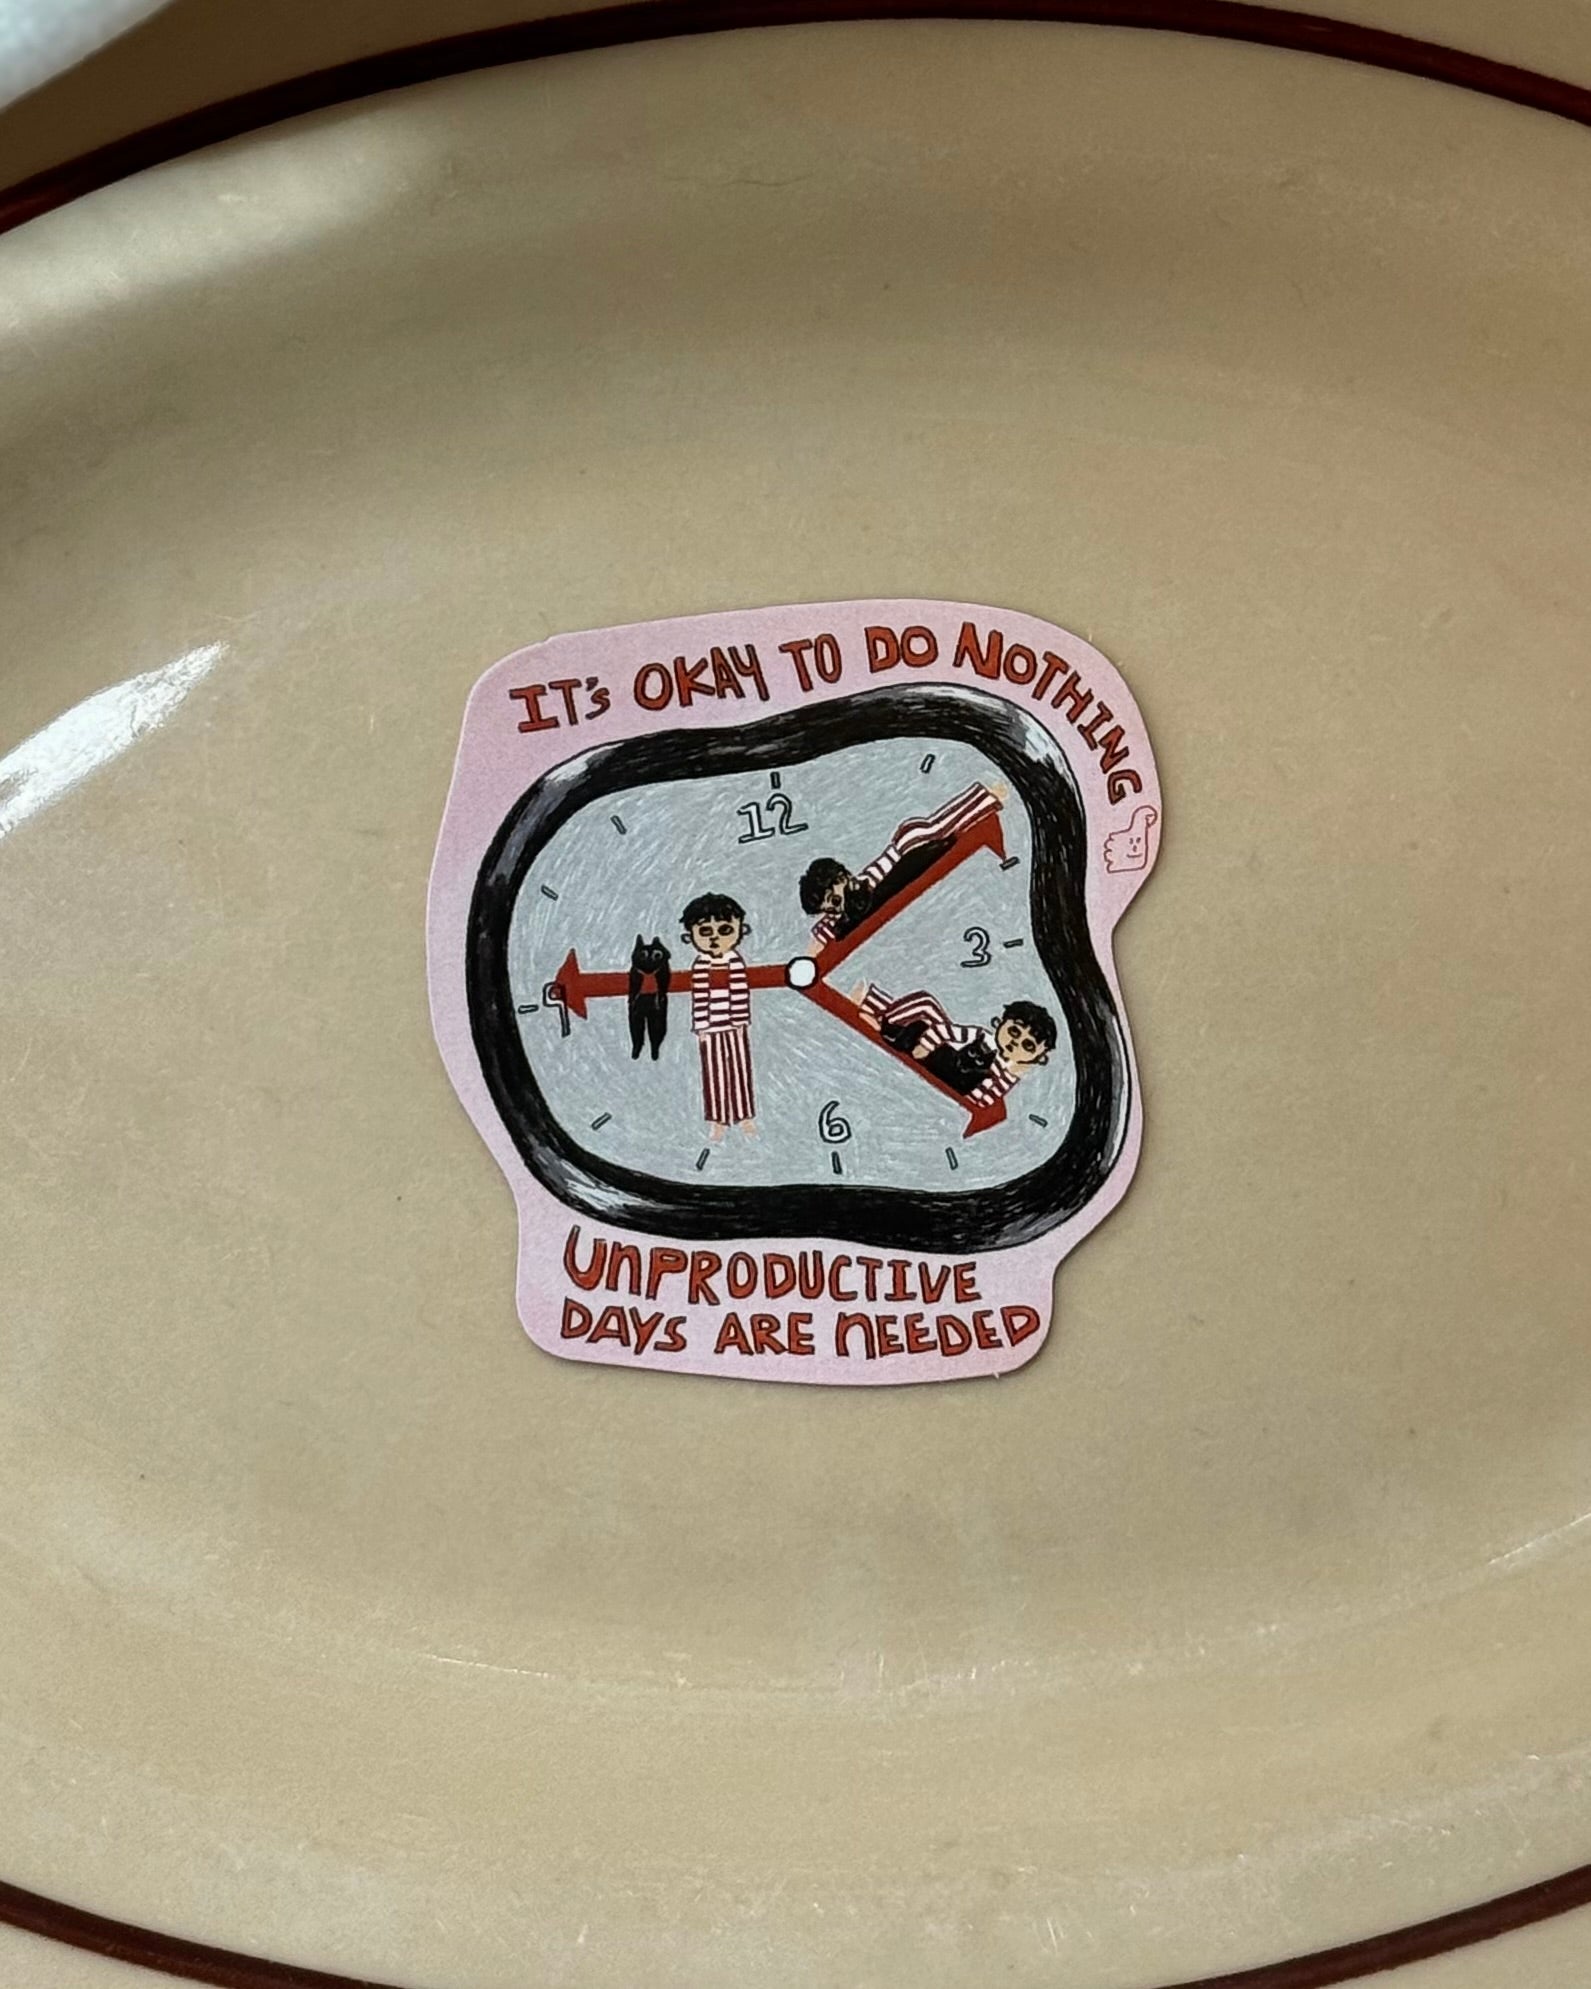 IT's OKAY TO DO NOTHING
12
3
9
6
UnPRODUCTIVE
DAYS ARE nEEDED